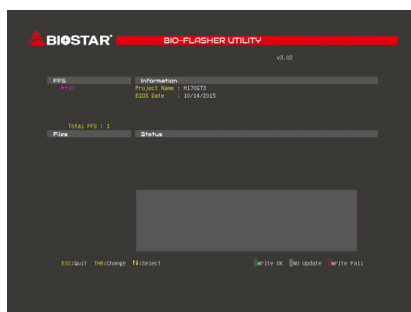 BIOSTAR®
BIO-FLASHER UTILITY
v3.02
FPS
Information
Project Name : H170GT3
BIOS Date : 10/14/2015
Total FPS : 1
Files
Status
ESC:Quit TAB:Change ↑↓:Select
Write OK NO Update Write Fail